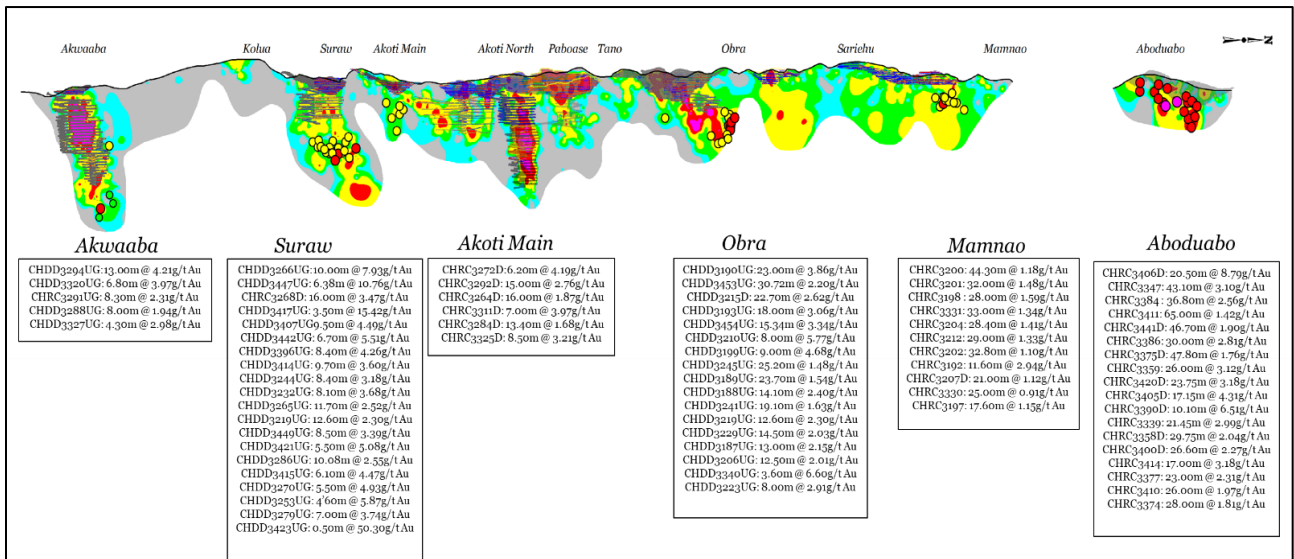 Akwaaba Kolua Suraw Akoti Main Akoti North Paboase Tano Obra Sariehu Mamnao Aboduabo
N
Akwaaba
CHDD3294UG:13.00m @ 4.21g/t Au
CHDD3320UG: 6.80m @ 3.97g/t Au
CHRC3291UG: 8.30m @ 2.31g/t Au
CHDD3288UG: 8.00m @ 1.94g/t Au
CHDD3327UG: 4.30m @ 2.98g/t Au
Suraw
CHDD3266UG:10.00m @ 7.93g/t Au
CHDD3447UG: 6.38m @ 10.76g/t Au
CHRC3268D: 16.00m @ 3.47g/t Au
CHDD3417UG: 3.50m @ 15.42g/t Au
CHDD3407UG9.50m @ 4.49g/t Au
CHDD3442UG: 6.70m @ 5.51g/t Au
CHDD3396UG: 8.40m @ 4.26g/t Au
CHDD3414UG: 9.70m @ 3.60g/t Au
CHDD3244UG: 8.40m @ 3.18g/t Au
CHDD3232UG: 8.10m @ 3.68g/t Au
CHDD3265UG: 11.70m @ 2.52g/t Au
CHDD3219UG: 12.60m @ 2.30g/t Au
CHDD3449UG: 8.50m @ 3.39g/t Au
CHDD3421UG: 5.50m @ 5.08g/t Au
CHDD3286UG: 10.08m @ 2.55g/t Au
CHDD3415UG: 6.10m @ 4.47g/t Au
CHDD3270UG: 5.50m @ 4.93g/t Au
CHDD3253UG: 4'60m @ 5.87g/t Au
CHDD3279UG: 7.00m @ 3.74g/t Au
CHDD3423UG: 0.50m @ 50.30g/t Au
Akoti Main
CHRC3272D:6.20m @ 4.19g/t Au
CHRC3292D: 15.00m @ 2.76g/t Au
CHRC3264D: 16.00m @ 1.87g/t Au
CHRC3311D: 7.00m @ 3.97g/t Au
CHRC3284D: 13.40m @ 1.68g/t Au
CHRC3325D: 8.50m @ 3.21g/t Au
Obra
CHDD3190UG: 23.00m @ 3.86g/t Au
CHDD3453UG: 30.72m @ 2.20g/t Au
CHDD3215D: 22.70m @ 2.62g/t Au
CHDD3193UG: 18.00m @ 3.06g/t Au
CHDD3454UG: 15.34m @ 3.34g/t Au
CHDD3210UG: 8.00m @ 5.77g/t Au
CHDD3199UG: 9.00m @ 4.68g/t Au
CHDD3245UG: 25.20m @ 1.48g/t Au
CHDD3189UG: 23.70m @ 1.54g/t Au
CHDD3188UG: 14.10m @ 2.40g/t Au
CHDD3241UG: 19.10m @ 1.63g/t Au
CHDD3219UG: 12.60m @ 2.30g/t Au
CHDD3229UG: 14.50m @ 2.03g/t Au
CHDD3187UG: 13.00m @ 2.15g/t Au
CHDD3206UG: 12.50m @ 2.01g/t Au
CHDD3340UG: 3.6m @ 6.60g/t Au
CHDD3223UG: 8.00m @ 2.91g/t Au
Mamnao
CHRC3200: 44.30m @ 1.18g/t Au
CHRC3201: 32.00m @ 1.48g/t Au
CHRC3198 : 28.00m @ 1.59g/t Au
CHRC3331: 33.00m @ 1.34g/t Au
CHRC3204: 28.40m @ 1.41g/t Au
CHRC3212: 29.00m @ 1.33g/t Au
CHRC3202: 32.80m @ 1.10g/t Au
CHRC3192: 11.60m @ 2.94g/t Au
CHRC3207D: 21.00m @ 1.12g/t Au
CHRC3330: 25.00m @ 0.91g/t Au
CHRC3197: 17.60m @ 1.15g/t Au
Aboduabo
CHRC3406D: 20.50m @ 8.79g/t Au
CHRC3347: 43.10m @ 3.10g/t Au
CHRC3384 : 36.80m @ 2.56g/t Au
CHRC3411: 65.00m @ 1.42g/t Au
CHRC3441D: 46.70m @ 1.90g/t Au
CHRC3386: 30.00m @ 2.81g/t Au
CHRC3375D: 47.80m @ 1.76g/t Au
CHRC3359: 26.00m @ 3.12g/t Au
CHRC3420D: 23.75m @ 3.18g/t Au
CHRC3405D: 17.15m @ 4.31g/t Au
CHRC3390D: 10.10m @ 6.51g/t Au
CHRC3339: 21.45m @ 2.99g/t Au
CHRC3358D: 29.75m @ 2.04g/t Au
CHRC3400D: 26.60m @ 2.27g/t Au
CHRC3414: 17.00m @ 3.18g/t Au
CHRC3377: 23.00m @ 2.31g/t Au
CHRC3410: 26.00m @ 1.97g/t Au
CHRC3374: 28.00m @ 1.81g/t Au